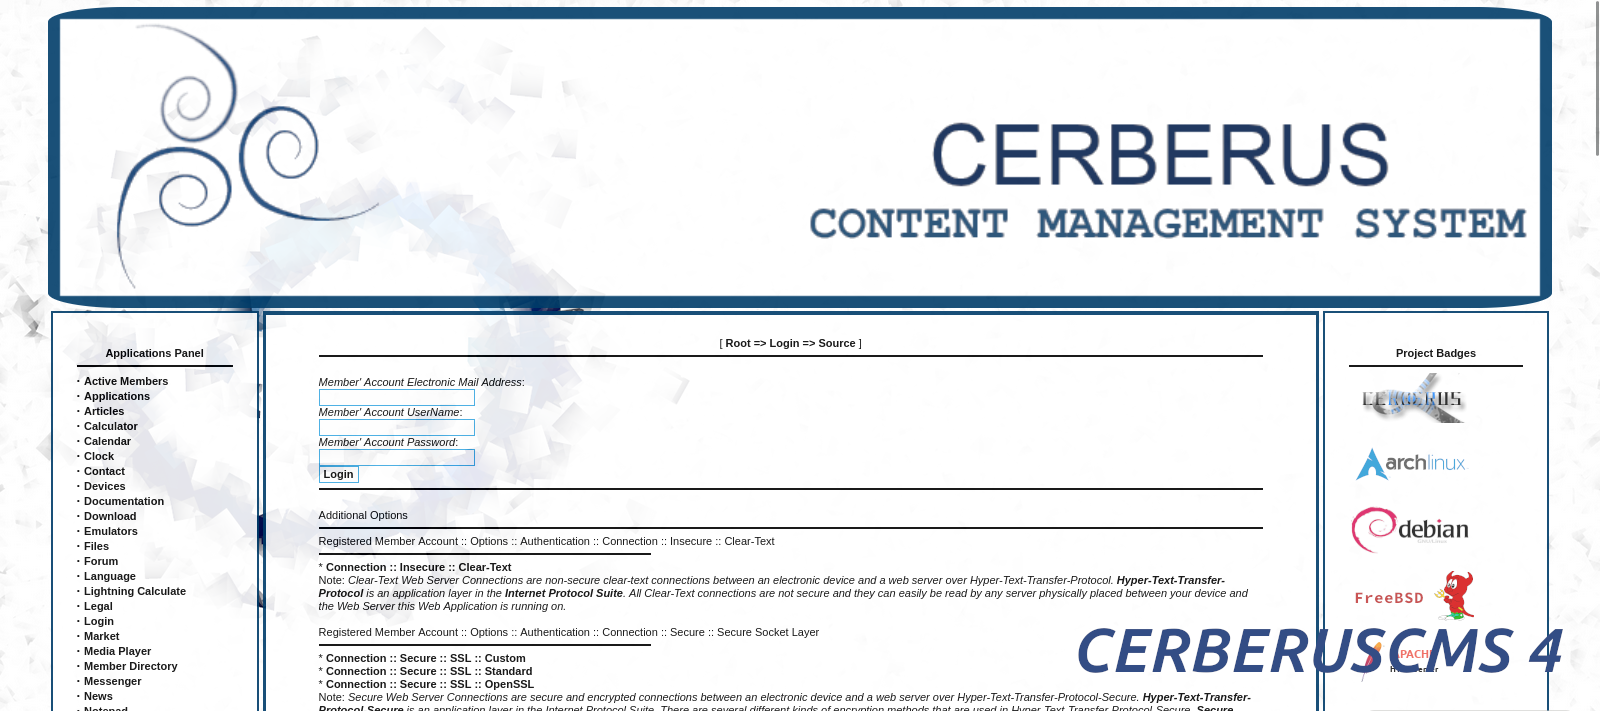 CERBERUS
CONTENT MANAGEMENT SYSTEM
Applications Panel
· Active Members
· Applications
· Articles
· Calculator
· Calendar
· Clock
· Contact
· Devices
· Documentation
· Download
· Emulators
· Files
· Forum
· Language
· Lightning Calculate
· Legal
· Login
· Market
· Media Player
· Member Directory
· Messenger
· News
· Notepad
[ Root => Login => Source ]
Member' Account Electronic Mail Address:
Member' Account UserName:
Member' Account Password:
Login
Additional Options
Registered Member Account :: Options :: Authentication :: Connection :: Insecure :: Clear-Text
* Connection :: Insecure :: Clear-Text
Note: Clear-Text Web Server Connections are non-secure clear-text connections between an electronic device and a web server over Hyper-Text-Transfer-Protocol. Hyper-Text-Transfer-
Protocol is an application layer in the Internet Protocol Suite. All Clear-Text connections are not secure and they can easily be read by any server physically placed between your device and
the Web Server this Web Application is running on.
Registered Member Account :: Options :: Authentication :: Connection :: Secure :: Secure Socket Layer
* Connection :: Secure :: SSL :: Custom
* Connection :: Secure :: SSL :: Standard
* Connection :: Secure :: SSL :: OpenSSL
Note: Secure Web Server Connections are secure and encrypted connections between an electronic device and a web server over Hyper-Text-Transfer-Protocol-Secure. Hyper-Text-Transfer-
Protocol-Secure is an application layer in the Internet Protocol Suite. There are several different kinds of encryption methods that are used in Hyper-Text-Transfer-Protocol-Secure. Secure
Project Badges
CERBERUS
archlinux
debian
FreeBSD
APACHE
CERBERUSCMS 4